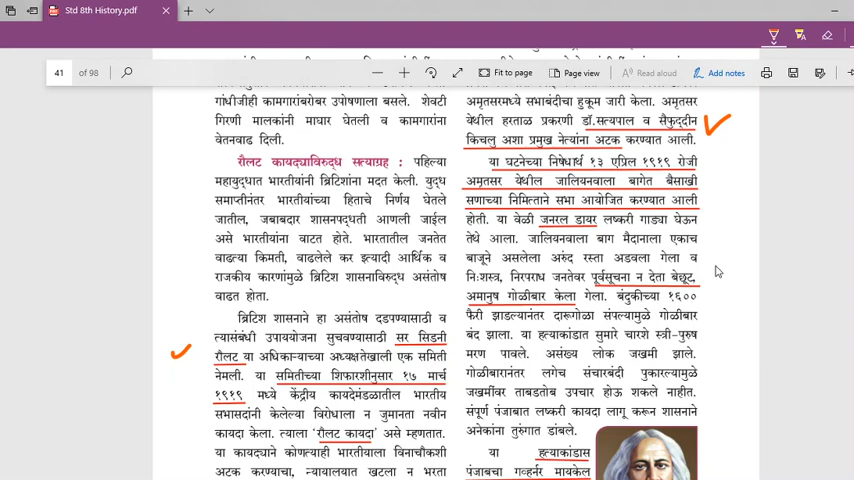 Std 8th History.pdf
41 of 98
Fit to page
Page view
Read aloud
Add notes
गांधीजीही कामगारांबरोबर उपोषणाला बसले. शेवटी
गिरणी मालकांनी माघार घेतली व कामगारांना
वेतनवाढ दिली.
रौलट कायद्याविरुद्ध सत्याग्रह : पहिल्या
महायुद्धात भारतीयांनी ब्रिटिशांना मदत केली. युद्ध
समाप्तीनंतर भारतीयांच्या हिताचे निर्णय घेतले
जातील, जबाबदार शासनपद्धती आणली जाईल
असे भारतीयांना वाटत होते. भारतातील जनतेत
वाढत्या किमती, वाढलेले कर इत्यादी आर्थिक व
राजकीय कारणांमुळे ब्रिटिश शासनाविरुद्ध असंतोष
वाढत होता.
ब्रिटिश शासनाने हा असंतोष दडपण्यासाठी व
त्यासंबंधी उपाययोजना सुचवण्यासाठी सर सिडनी
रौलट या अधिकाऱ्याच्या अध्यक्षतेखाली एक समिती
नेमली. या समितीच्या शिफारशीनुसार १७ मार्च
१९१९ मध्ये केंद्रीय कायदेमंडळातील भारतीय
सभासदांनी केलेल्या विरोधाला न जुमानता नवीन
कायदा केला. त्याला ‘रौलट कायदा’ असे म्हणतात.
या कायद्याने कोणत्याही भारतीयाला विनाचौकशी
अटक करण्याचा, न्यायालयात खटला न भरता
अमृतसरमध्ये सभाबंदीचा हुकूम जारी केला. अमृतसर
येथील हरताळ प्रकरणी डॉ.सत्यपाल व सैफुद्दीन
किचलु अशा प्रमुख नेत्यांना अटक करण्यात आली.
या घटनेच्या निषेधार्थ १३ एप्रिल १९१९ रोजी
अमृतसर येथील जालियनवाला बागेत बैसाखी
सणाच्या निमित्ताने सभा आयोजित करण्यात आली
होती. या वेळी जनरल डायर लष्करी गाड्या घेऊन
तेथे आला. जालियनवाला बाग मैदानाला एकाच
बाजूने असलेला अरुंद रस्ता अडवला गेला व
निःशस्त्र, निरपराध जनतेवर पूर्वसूचना न देता बेछूट,
अमानुष गोळीबार केला गेला. बंदुकीच्या १६००
फैरी झाडल्यानंतर दारूगोळा संपल्यामुळे गोळीबार
बंद झाला. या हत्याकांडात सुमारे चारशे स्त्री-पुरुष
मरण पावले. असंख्य लोक जखमी झाले.
गोळीबारानंतर लगेच संचारबंदी पुकारल्यामुळे
जखमींवर ताबडतोब उपचार होऊ शकले नाहीत.
संपूर्ण पंजाबात लष्करी कायदा लागू करून शासनाने
अनेकांना तुरुंगात डांबले.
या हत्याकांडास
पंजाबचा गव्हर्नर मायकेल